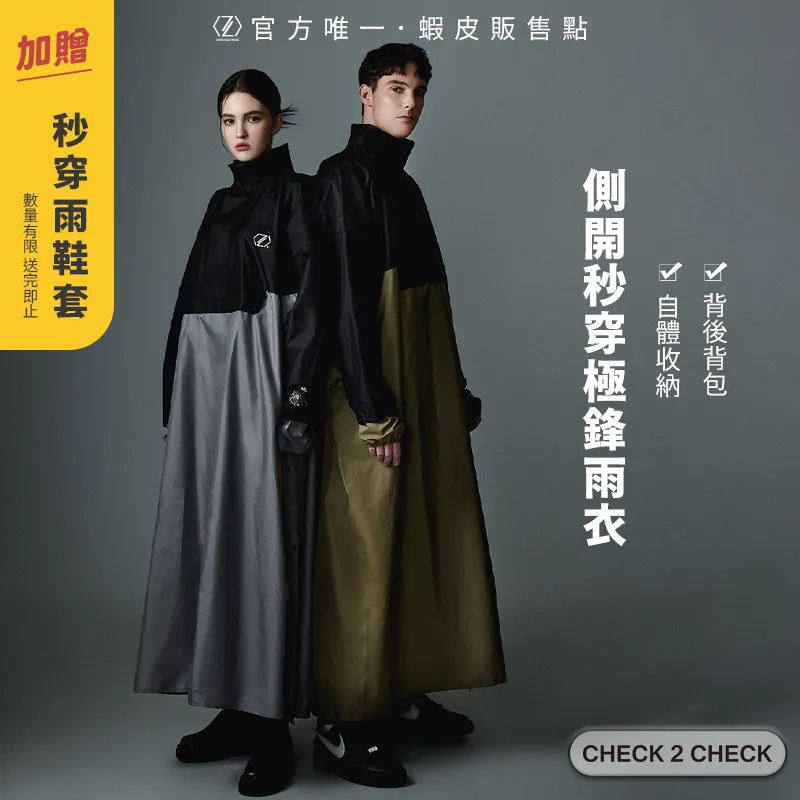 官方唯一·蝦皮販售點
加贈
秒穿雨鞋套
數量有限 送完即止
側開秒穿極鋒雨衣
背後背包
自體收納
CHECK 2 CHECK